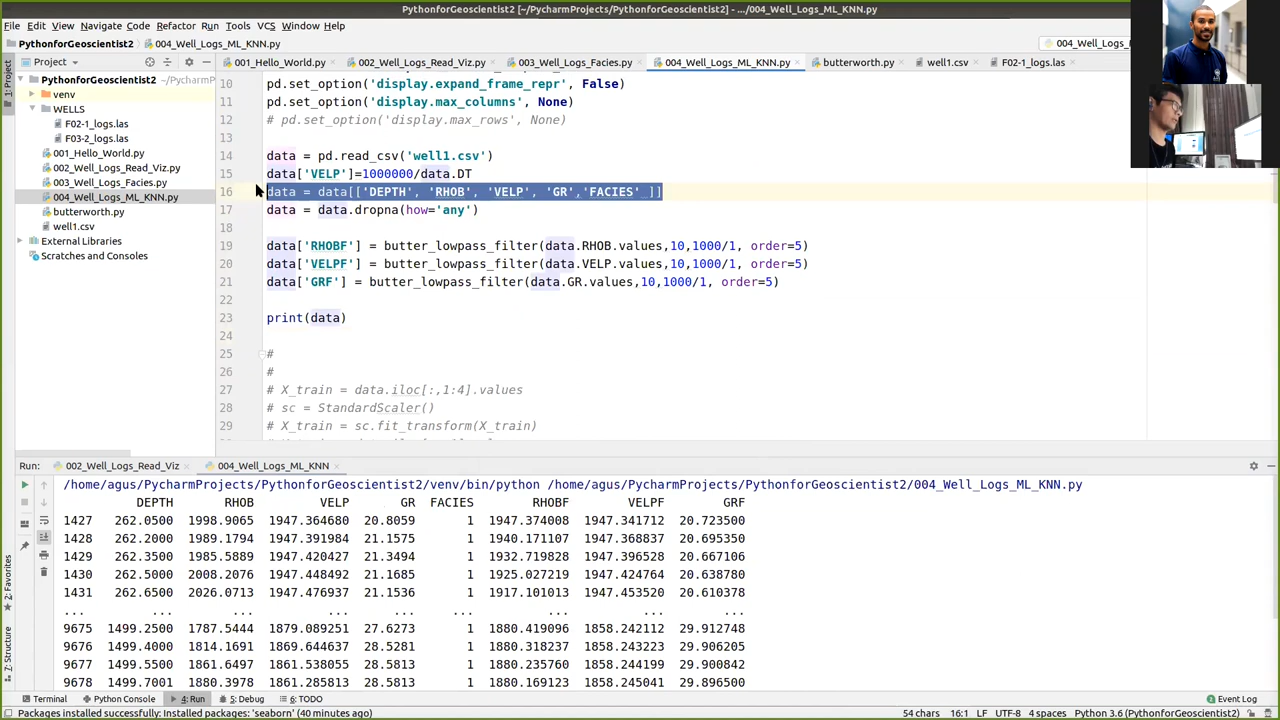 PythonforGeoscientist2 [~/PycharmProjects/PythonforGeoscientist2] - .../004_Well_Logs_ML_KNN.py
File Edit View Navigate Code Refactor Run Tools VCS Window Help
PythonforGeoscientist2 004_Well_Logs_ML_KNN.py 004_Well_Logs_M
Project 001_Hello_World.py 002_Well_Logs_Read_Viz.py 003_Well_Logs_Facies.py 004_Well_Logs_ML_KNN.py butterworth.py well1.csv F02-1_logs.las
1: Project
PythonforGeoscientist2 ~/PycharmP
venv
WELLS
F02-1_logs.las
F03-2_logs.las
001_Hello_World.py
002_Well_Logs_Read_Viz.py
003_Well_Logs_Facies.py
004_Well_Logs_ML_KNN.py
butterworth.py
well1.csv
External Libraries
Scratches and Consoles
10 pd.set_option('display.expand_frame_repr', False)
11 pd.set_option('display.max_columns', None)
12 # pd.set_option('display.max_rows', None)
13
14 data = pd.read_csv('well1.csv')
15 data['VELP']=1000000/data.DT
16 data = data[['DEPTH', 'RHOB', 'VELP', 'GR','FACIES' ]]
17 data = data.dropna(how='any')
18
19 data['RHOBF'] = butter_lowpass_filter(data.RHOB.values,10,1000/1, order=5)
20 data['VELPF'] = butter_lowpass_filter(data.VELP.values,10,1000/1, order=5)
21 data['GRF'] = butter_lowpass_filter(data.GR.values,10,1000/1, order=5)
22
23 print(data)
24
25 #
26 #
27 # X_train = data.iloc[:,1:4].values
28 # sc = StandardScaler()
29 # X_train = sc.fit_transform(X_train)
Run: 002_Well_Logs_Read_Viz 004_Well_Logs_ML_KNN
/home/agus/PycharmProjects/PythonforGeoscientist2/venv/bin/python /home/agus/PycharmProjects/PythonforGeoscientist2/004_Well_Logs_ML_KNN.py
DEPTH RHOB VELP GR FACIES RHOBF VELPF GRF
1427 262.0500 1998.9065 1947.364680 20.8059 1 1947.374008 1947.341712 20.723500
1428 262.2000 1989.1794 1947.391984 21.1575 1 1940.171107 1947.368837 20.695350
1429 262.3500 1985.5889 1947.420427 21.3494 1 1932.719828 1947.396528 20.667106
1430 262.5000 2008.2076 1947.448492 21.1685 1 1925.027219 1947.424764 20.638780
1431 262.6500 2026.0713 1947.476937 21.1536 1 1917.101013 1947.453520 20.610378
... ... ... ... ... ... ... ... ...
9675 1499.2500 1787.5444 1879.089251 27.6273 1 1880.419096 1858.242112 29.912748
9676 1499.4000 1814.1691 1869.644637 28.5281 1 1880.318237 1858.243223 29.906205
9677 1499.5500 1861.6497 1861.538055 28.5813 1 1880.235760 1858.244199 29.900842
9678 1499.7001 1880.3978 1861.285813 28.5813 1 1880.169123 1858.245041 29.896500
2: Favorites
7: Structure
Terminal Python Console 4: Run 5: Debug 6: TODO Event Log
Packages installed successfully: Installed packages: 'seaborn' (40 minutes ago) 54 chars 16:1 LF UTF-8 4 spaces Python 3.6 (PythonforGeoscientist2)